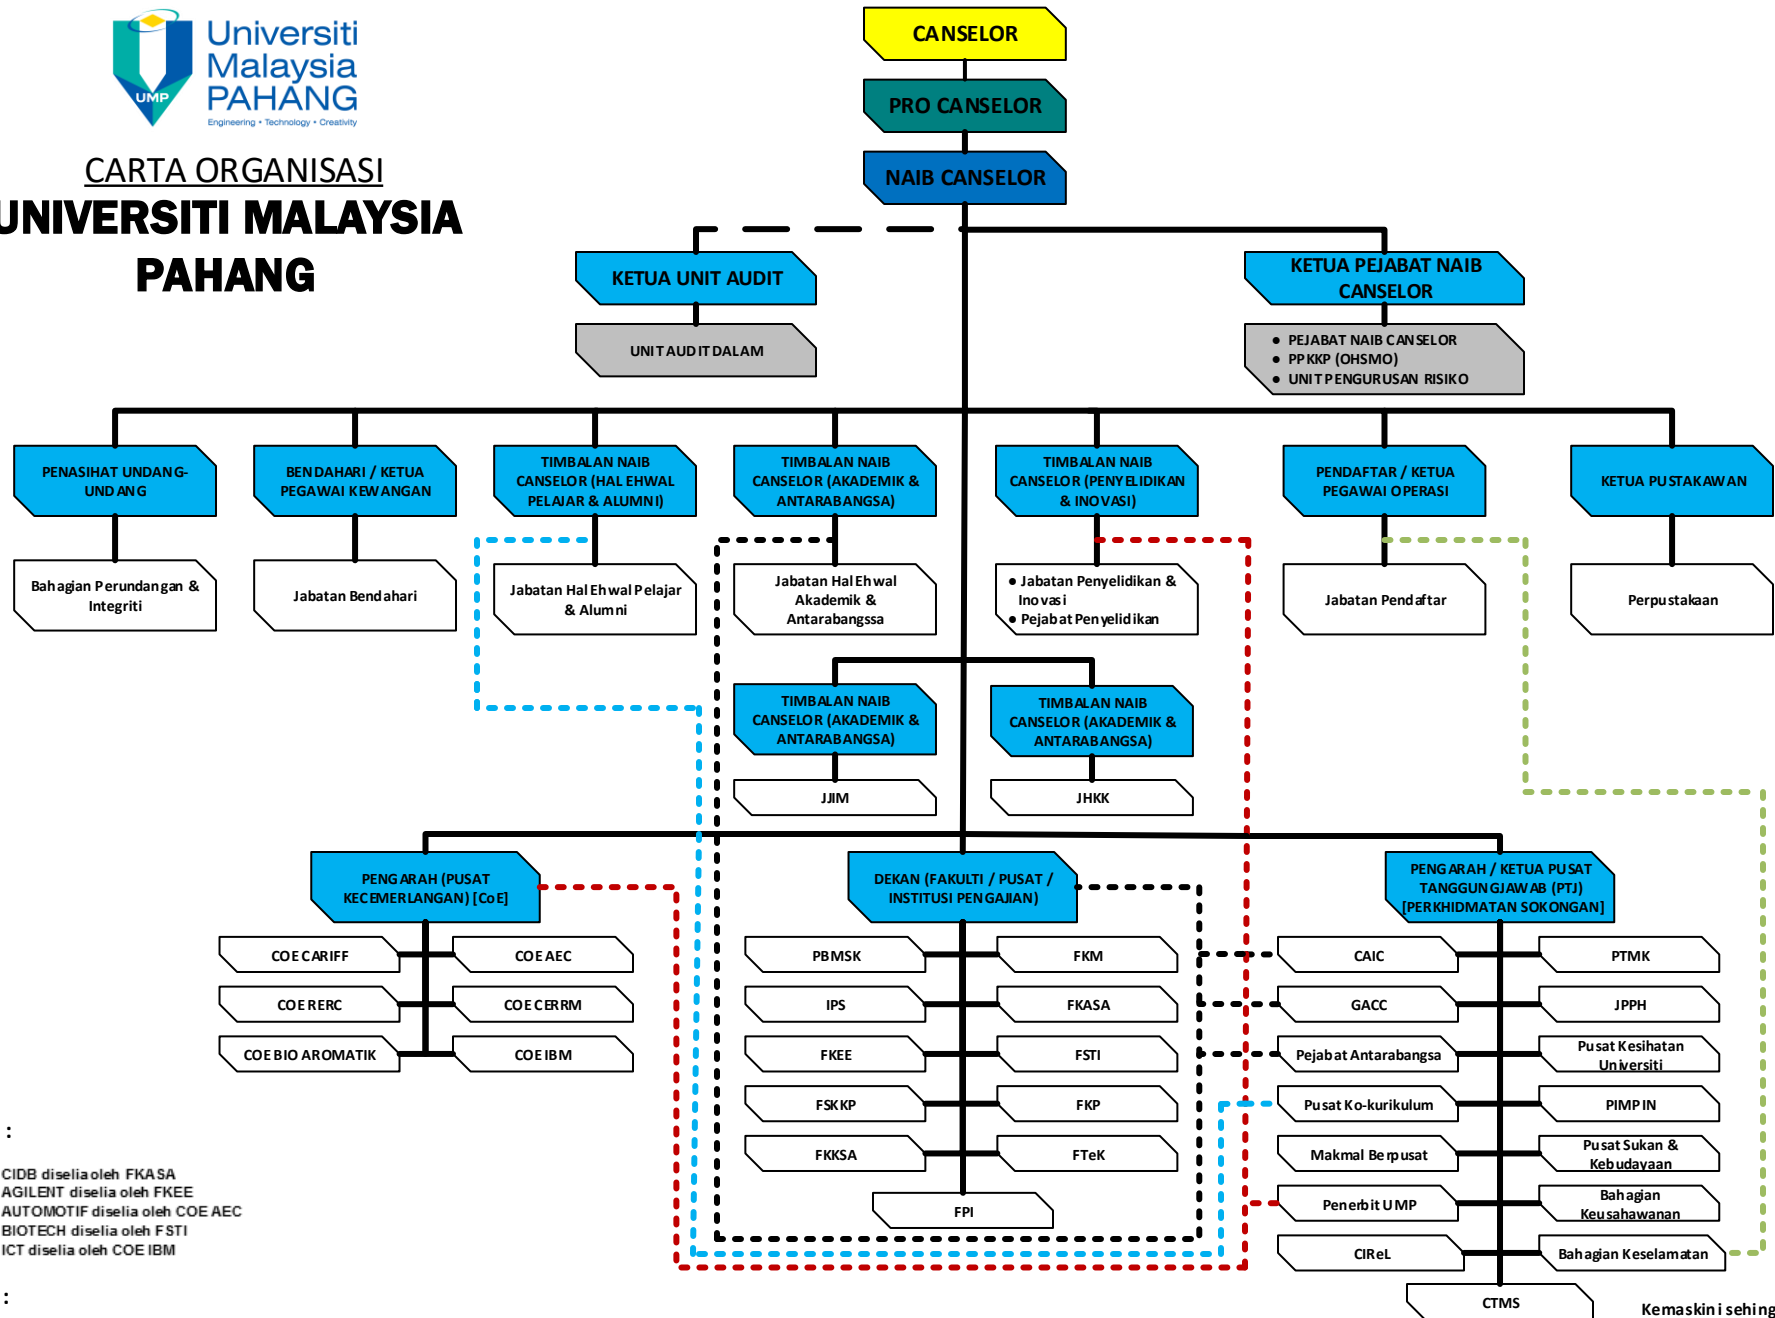 Universiti
Malaysia
PAHANG
UMP
Engineering • Technology • Creativity
CARTA ORGANISASI
UNIVERSITI MALAYSIA
PAHANG
CANSELOR
PRO CANSELOR
NAIB CANSELOR
KETUA UNIT AUDIT
UNIT AUDIT DALAM
KETUA PEJABAT NAIB
CANSELOR
● PEJABAT NAIB CANSELOR
● PPKKP (OHSMO)
● UNIT PENGURUSAN RISIKO
PENASIHAT UNDANG-
UNDANG
Bahagian Perundangan &
Integriti
BENDAHARI / KETUA
PEGAWAI KEWANGAN
Jabatan Bendahari
TIMBALAN NAIB
CANSELOR (HAL EHWAL
PELAJAR & ALUMNI)
Jabatan Hal Ehwal Pelajar
& Alumni
TIMBALAN NAIB
CANSELOR (AKADEMIK &
ANTARABANGSA)
Jabatan Hal Ehwal
Akademik &
Antarabangssa
TIMBALAN NAIB
CANSELOR (PENYELIDIKAN
& INOVASI)
● Jabatan Penyelidikan &
Inovasi
● Pejabat Penyelidikan
PENDAFTAR / KETUA
PEGAWAI OPERASI
Jabatan Pendaftar
KETUA PUSTAKAWAN
Perpustakaan
TIMBALAN NAIB
CANSELOR (AKADEMIK &
ANTARABANGSA)
JJIM
TIMBALAN NAIB
CANSELOR (AKADEMIK &
ANTARABANGSA)
JHKK
PENGARAH (PUSAT
KECEMERLANGAN) [CoE]
COE CARIFF
COE AEC
COE RERC
COE CERRM
COE BIO AROMATIK
COE IBM
DEKAN (FAKULTI / PUSAT /
INSTITUSI PENGAJIAN)
PBMSK
FKM
IPS
FKASA
FKEE
FSTI
FSKKP
FKP
FKKSA
FTeK
FPI
PENGARAH / KETUA PUSAT
TANGGUNGJAWAB (PTJ)
[PERKHIDMATAN SOKONGAN]
CAIC
PTMK
GACC
JPPH
Pejabat Antarabangsa
Pusat Kesihatan
Universiti
Pusat Ko-kurikulum
PIMPIN
Makmal Berpusat
Pusat Sukan &
Kebudayaan
Penerbit UMP
Bahagian
Keusahawanan
CIReL
Bahagian Keselamatan
CTMS
:
CIDB diselia oleh FKASA
AGILENT diselia oleh FKEE
AUTOMOTIF diselia oleh COE AEC
BIOTECH diselia oleh FSTI
ICT diselia oleh COE IBM
:
Kemaskini sehing